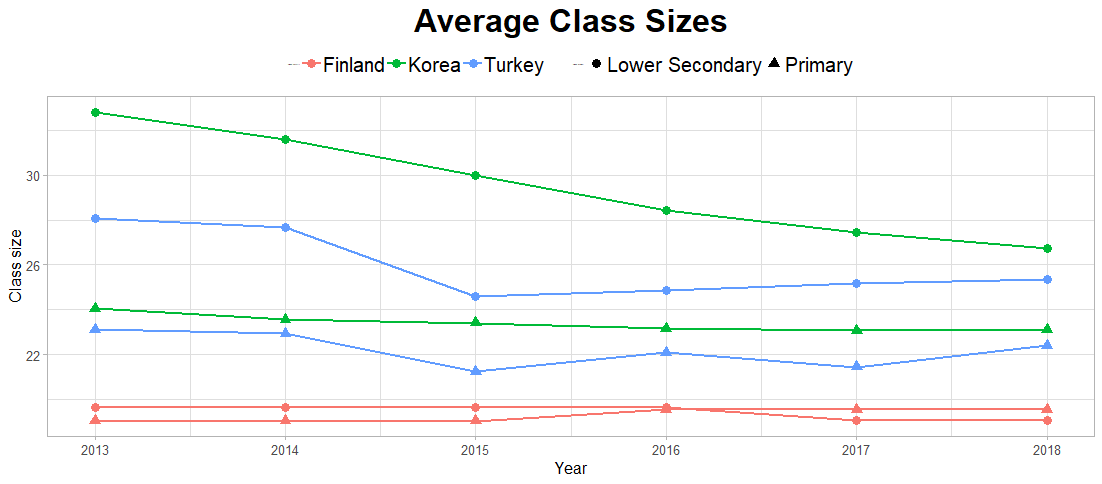 Average Class Sizes
Finland Korea Turkey Lower Secondary Primary
Class size
30
26
22
2013 2014 2015 2016 2017 2018
Year